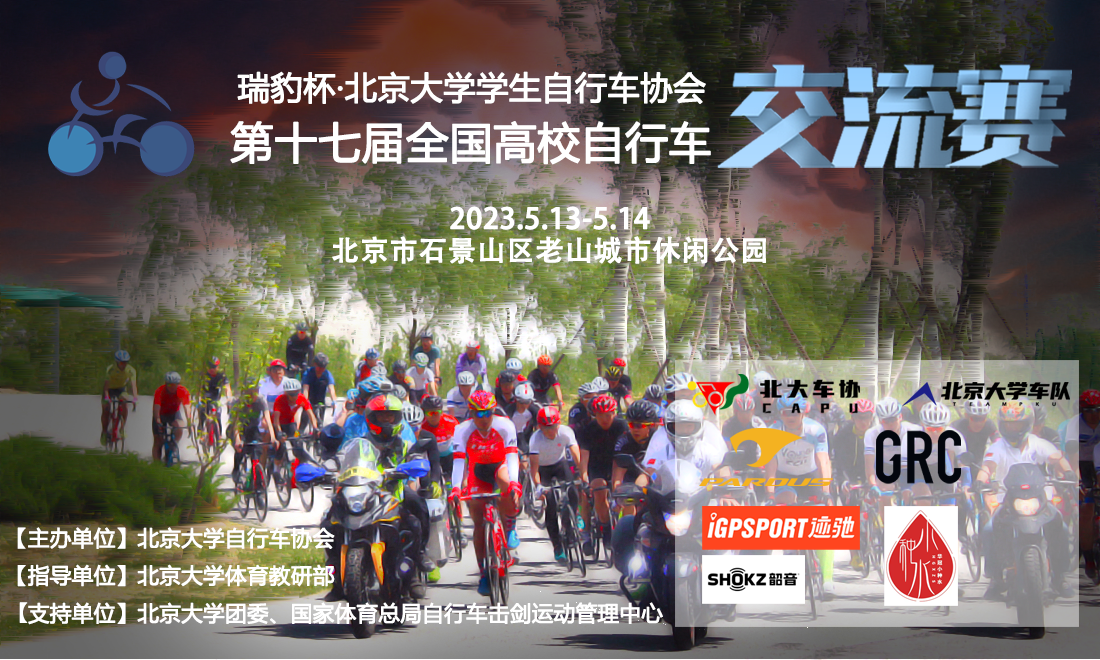 瑞豹杯·北京大学学生自行车协会
第十七届全国高校自行车
交流赛
2023.5.13-5.14
北京市石景山区老山城市休闲公园
北大车协
CAPU
北京大学车队
TEAMPKU
PARDUS
GRC
iGPSPORT迹驰
SHOKZ韶音
小种水
【主办单位】北京大学自行车协会
【指导单位】北京大学体育教研部
【支持单位】北京大学团委、国家体育总局自行车击剑运动管理中心